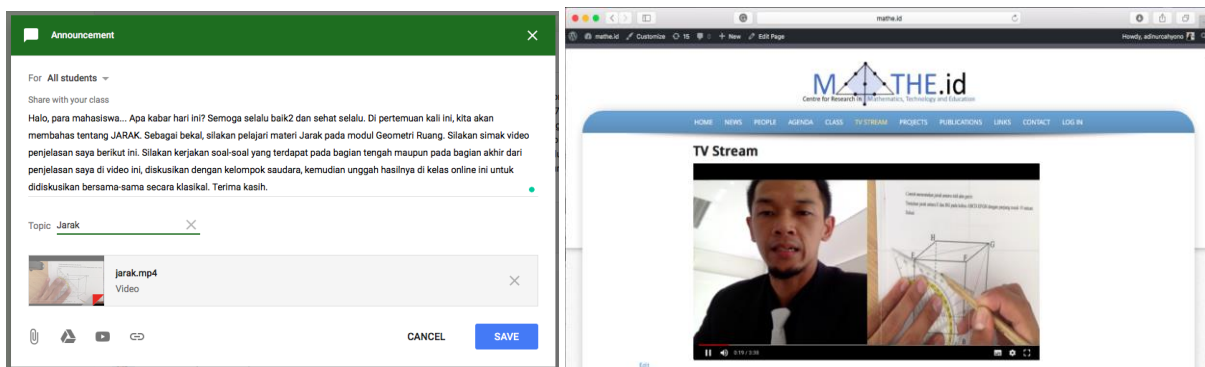 Announcement
For All students
Share with your class
Halo, para mahasiswa... Apa kabar hari ini? Semoga selalu baik2 dan sehat selalu. Di pertemuan kali ini, kita akan
membahas tentang JARAK. Sebagai bekal, silakan pelajari materi Jarak pada modul Geometri Ruang. Silakan simak video
penjelasan saya berikut ini. Silakan kerjakan soal-soal yang terdapat pada bagian tengah maupun pada bagian akhir dari
penjelasan saya di video ini, diskusikan dengan kelompok saudara, kemudian unggah hasilnya di kelas online ini untuk
didiskusikan bersama-sama secara klasikal. Terima kasih.
Topic Jarak
jarak.mp4
Video
CANCEL SAVE
mathe.id
mathe.id Customize 15 New Edit Page Howdy, adinurcahyono
MATHE.id
Centre for Research in Mathematics, Technology and Education
HOME NEWS PEOPLE AGENDA CLASS TV STREAM PROJECTS PUBLICATIONS LINKS CONTACT LOG IN
TV Stream
H
G
E
F
0:19 / 3:38
Edit